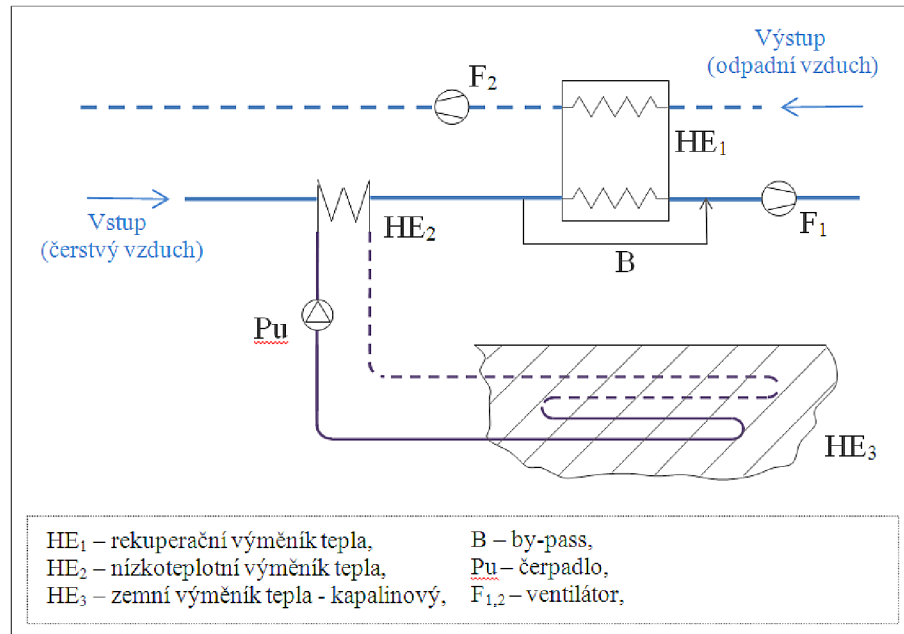 Výstup
(odpadní vzduch)
F2
HE1
Vstup
(čerstvý vzduch)
HE2
F1
B
Pu
HE3
HE1 – rekuperační výměník tepla,
HE2 – nízkoteplotní výměník tepla,
HE3 – zemní výměník tepla - kapalinový,
B – by-pass,
Pu – čerpadlo,
F1,2 – ventilátor,